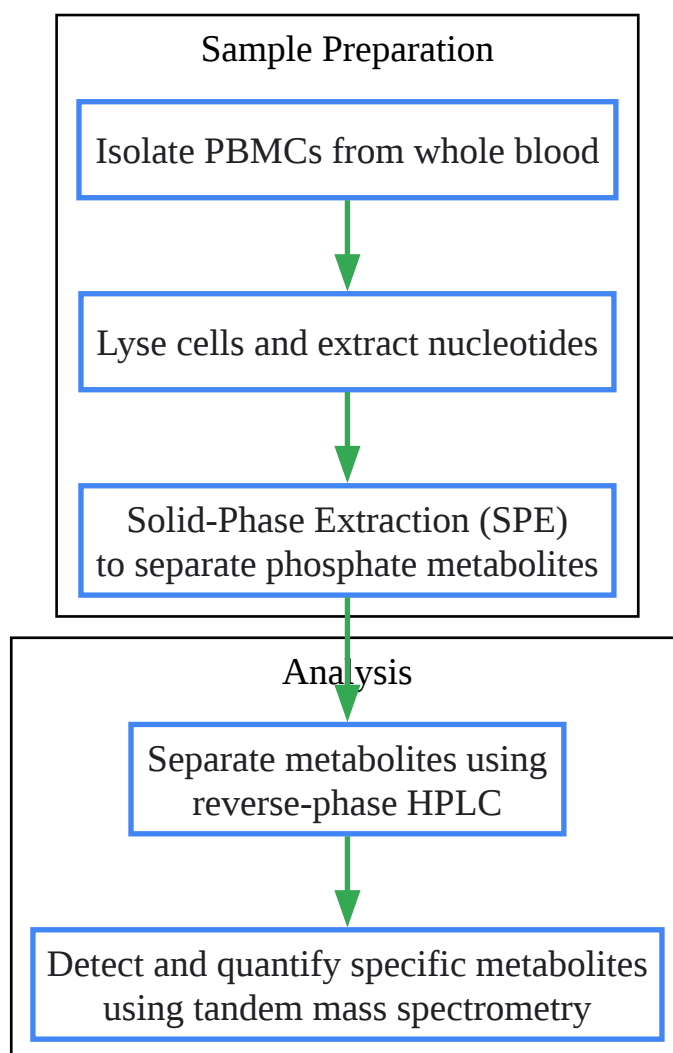 Sample Preparation
Isolate PBMCs from whole blood
Lyse cells and extract nucleotides
Solid-Phase Extraction (SPE)
to separate phosphate metabolites
Analysis
Separate metabolites using
reverse-phase HPLC
Detect and quantify specific metabolites
using tandem mass spectrometry